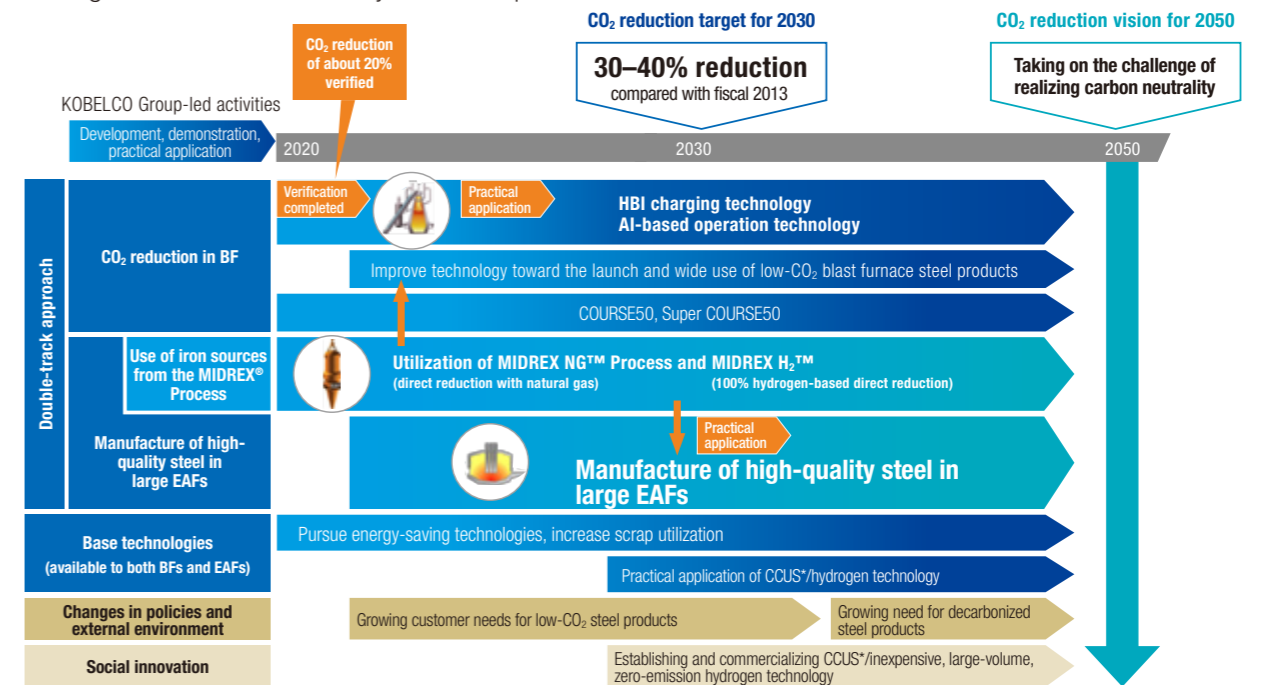 CO₂ reduction target for 2030
CO₂ reduction vision for 2050
CO₂ reduction
of about 20%
verified
30–40% reduction
compared with fiscal 2013
Taking on the challenge of
realizing carbon neutrality
KOBELCO Group-led activities
Development, demonstration,
practical application
2020
2030
2050
Double-track approach
CO₂ reduction in BF
Verification
completed
Practical
application
HBI charging technology
AI-based operation technology
Improve technology toward the launch and wide use of low-CO₂ blast furnace steel products
COURSE50, Super COURSE50
Use of iron sources
from the MIDREX®
Process
Utilization of MIDREX NG™ Process and MIDREX H₂™
(direct reduction with natural gas)
(100% hydrogen-based direct reduction)
Manufacture of high-
quality steel in
large EAFs
Practical
application
Manufacture of high-quality steel in
large EAFs
Base technologies
(available to both BFs and EAFs)
Pursue energy-saving technologies, increase scrap utilization
Practical application of CCUS*/hydrogen technology
Changes in policies and
external environment
Growing customer needs for low-CO₂ steel products
Growing need for decarbonized
steel products
Social innovation
Establishing and commercializing CCUS*/inexpensive, large-volume,
zero-emission hydrogen technology